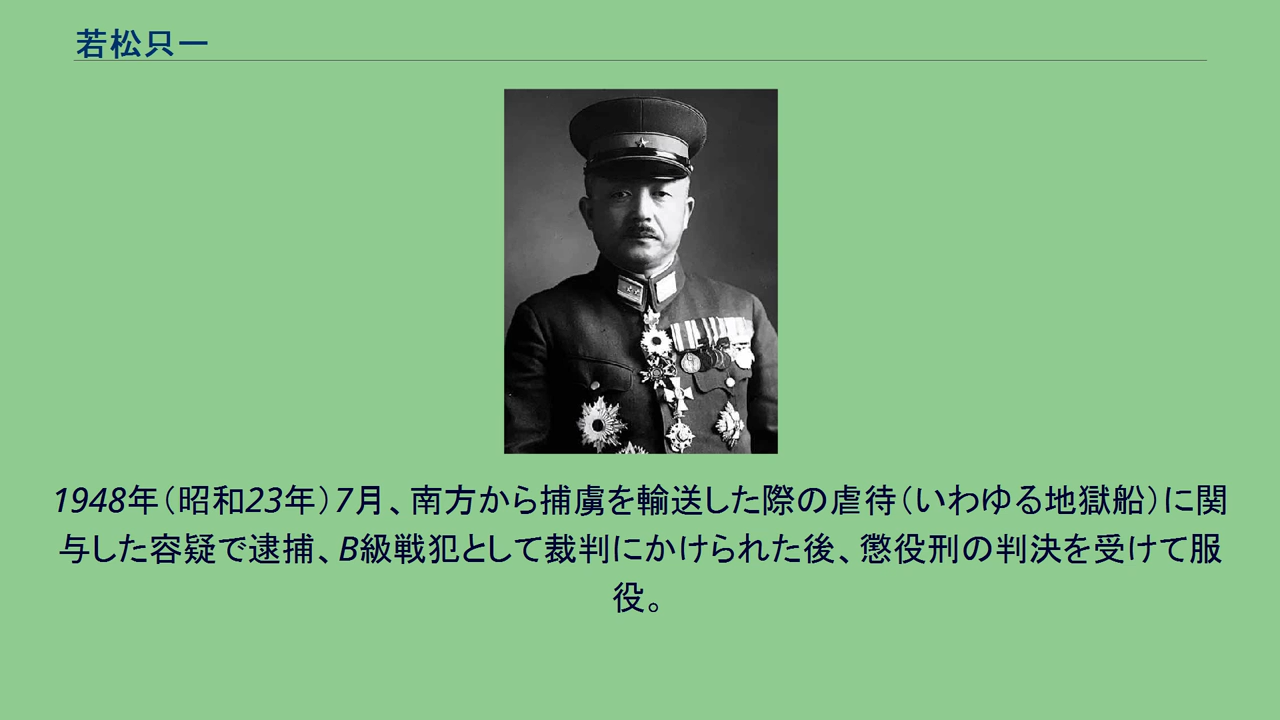 若松只一
1948年（昭和23年）7月、南方から捕虜を輸送した際の虐待（いわゆる地獄船）に関
与した容疑で逮捕、B級戦犯として裁判にかけられた後、懲役刑の判決を受けて服
役。